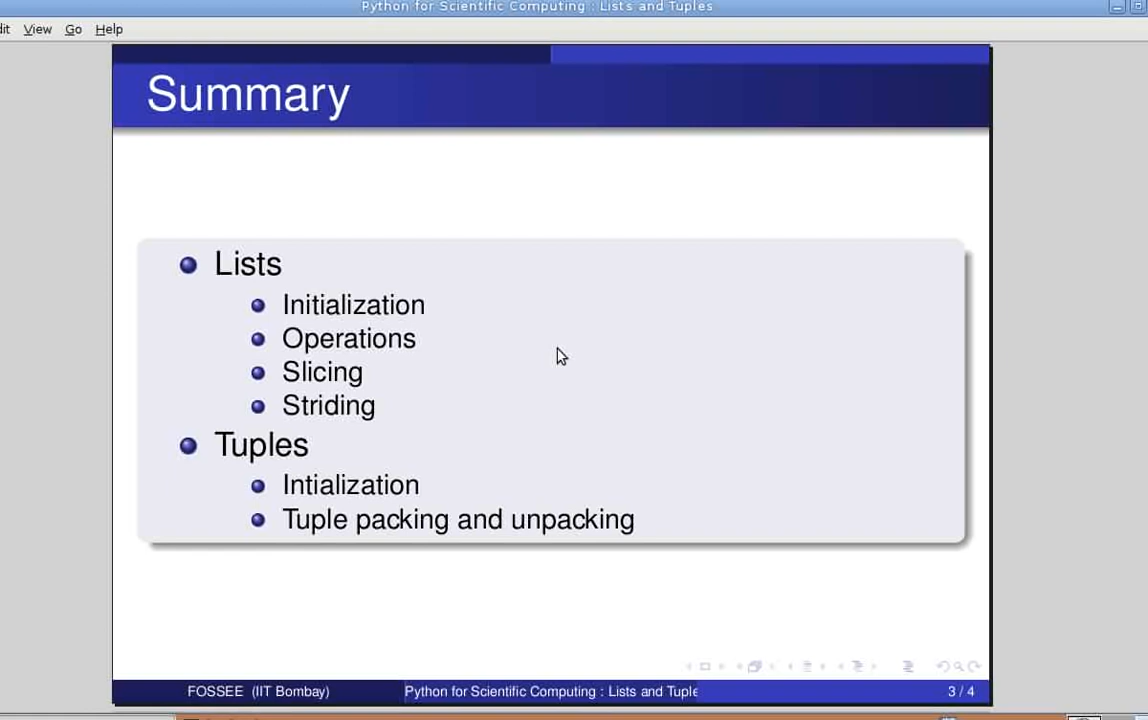 Python for Scientific Computing : Lists and Tuples
View Go Help
Summary
Lists
Initialization
Operations
Slicing
Striding
Tuples
Intialization
Tuple packing and unpacking
FOSSEE (IIT Bombay)
Python for Scientific Computing : Lists and Tuple
3 / 4